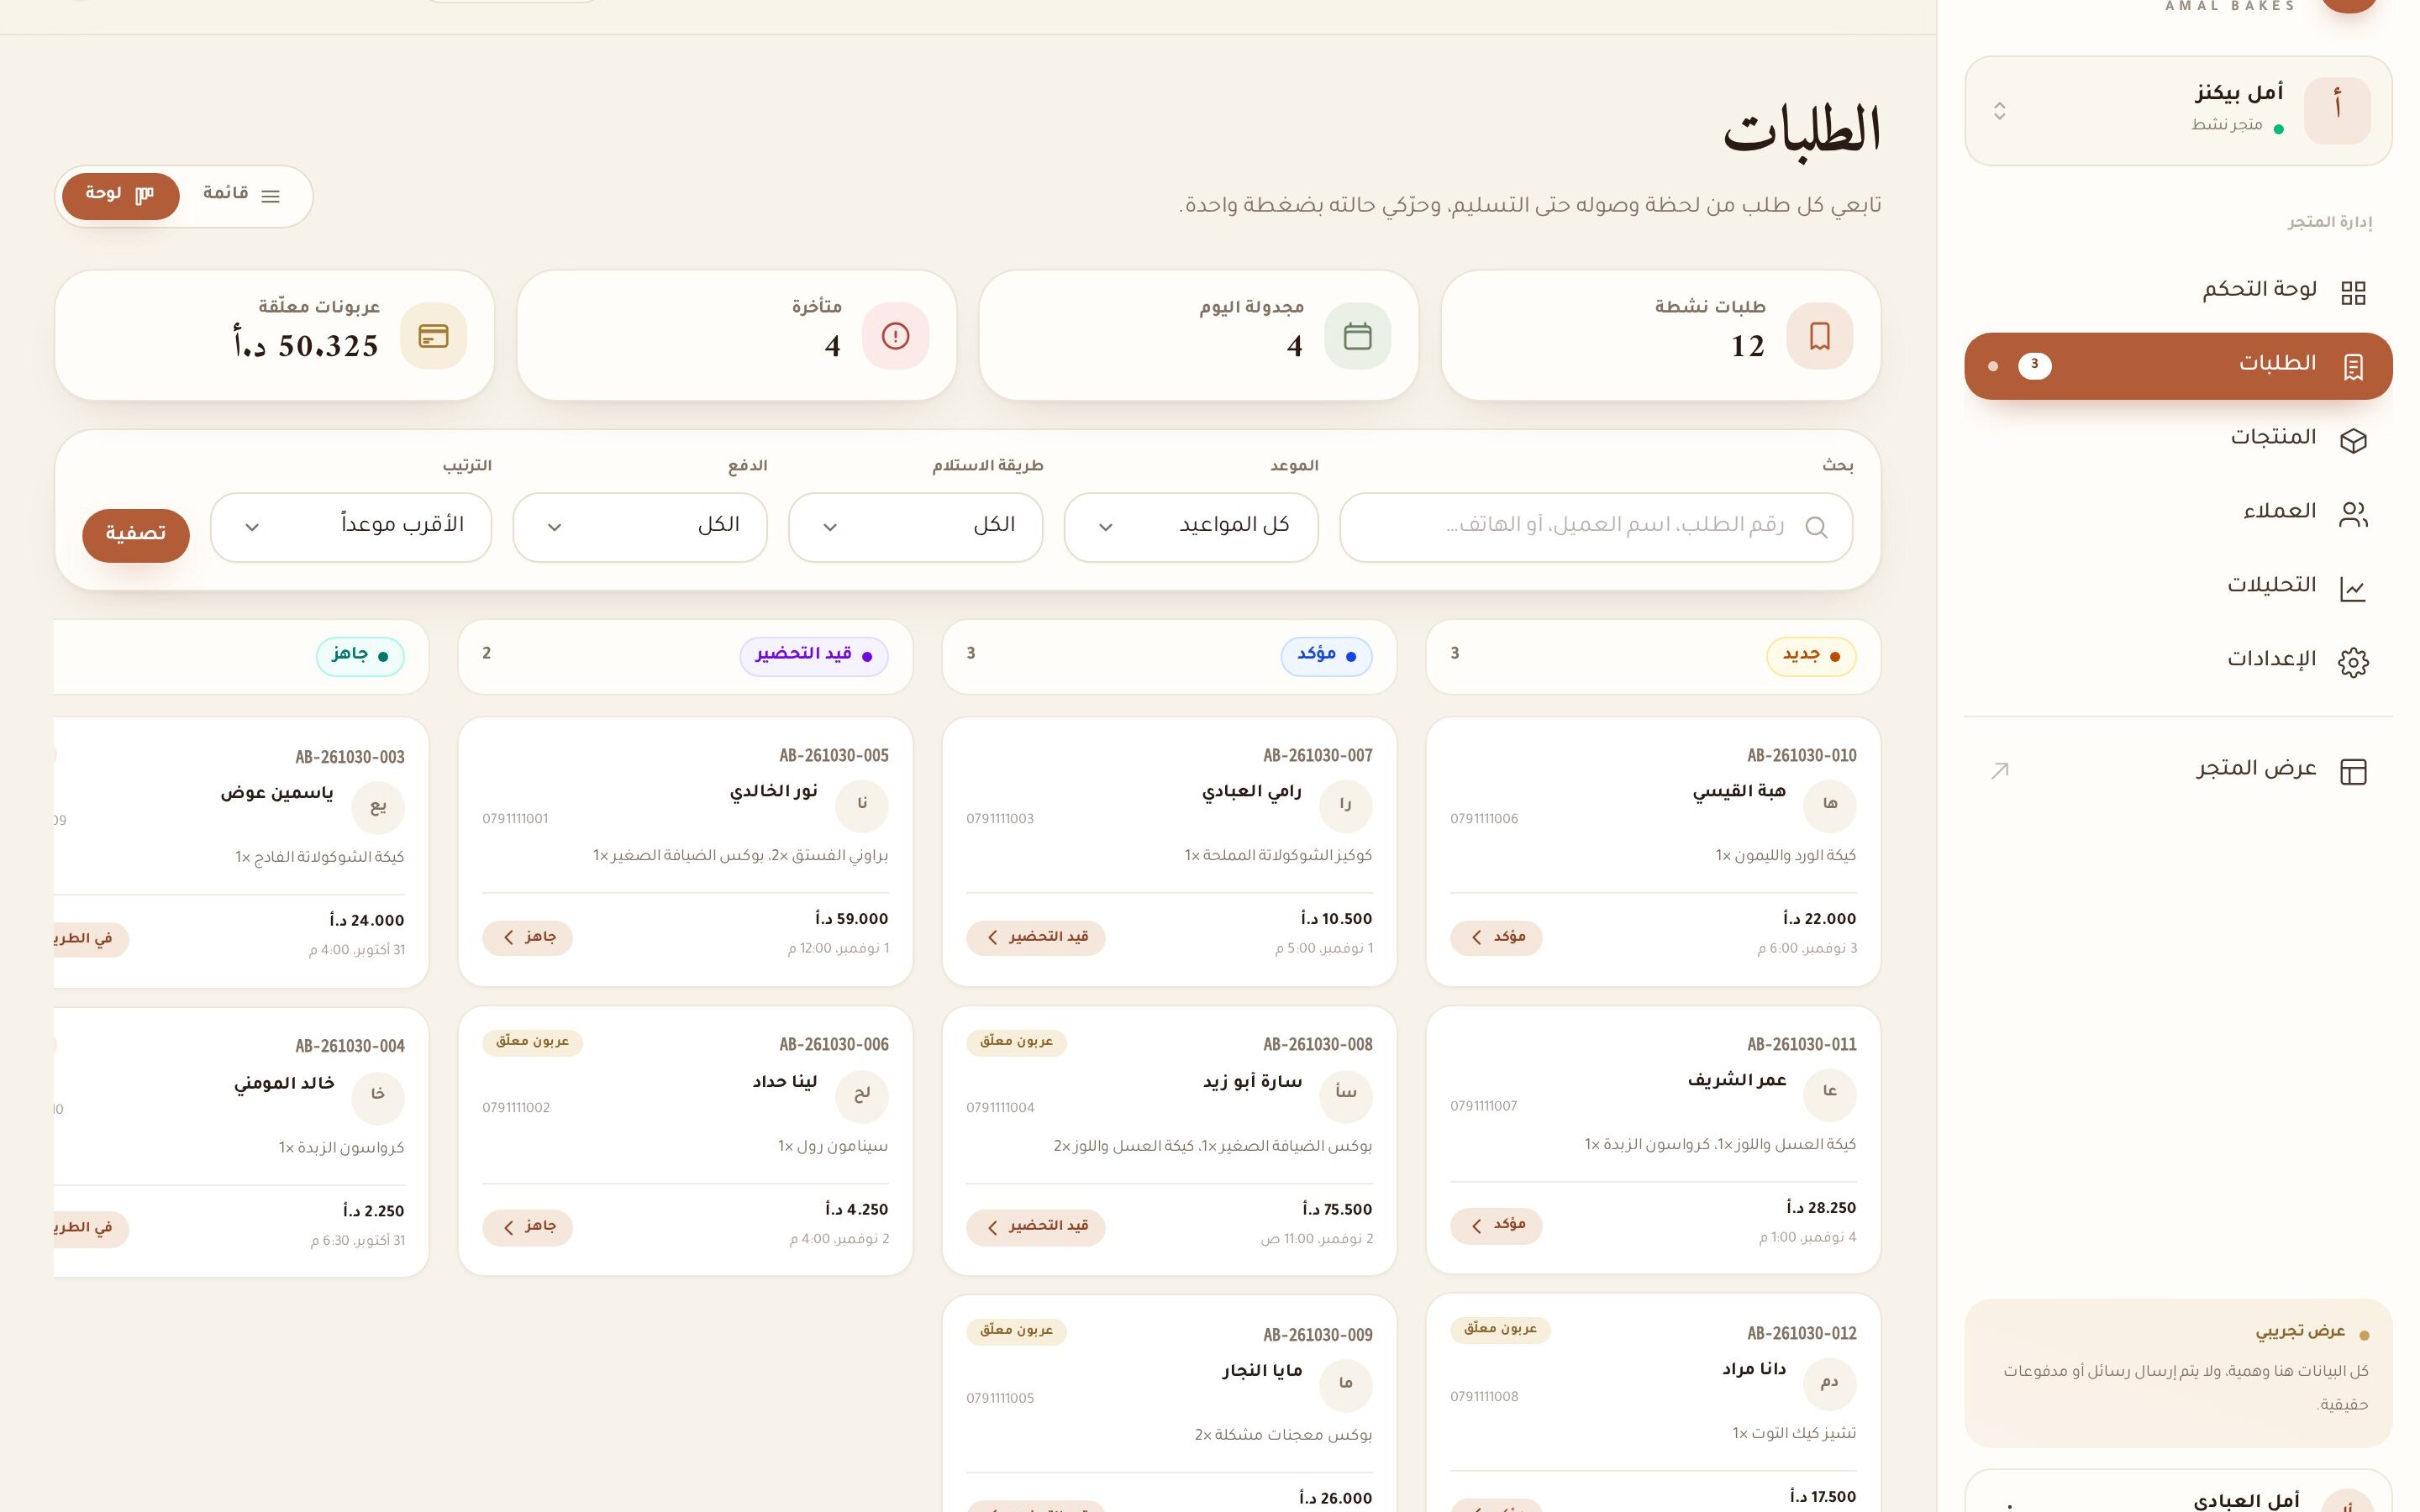 AMAL BAKES
أ
أمل بيكنز
متجر نشط
إدارة المتجر
لوحة التحكم
الطلبات
3
المنتجات
العملاء
التحليلات
الإعدادات
عرض المتجر
عرض تجريبي
كل البيانات هنا وهمية، ولا يتم إرسال رسائل أو مدفوعات
حقيقية.
أمل العبادي
الطلبات
تابعي كل طلب من لحظة وصوله حتى التسليم، وحرّكي حالته بضغطة واحدة.
قائمة
لوحة
طلبات نشطة
12
مجدولة اليوم
4
متأخرة
4
عربونات معلّقة
50.325 د.أ
بحث
الموعد
طريقة الاستلام
الدفع
الترتيب
رقم الطلب، اسم العميل، أو الهاتف...
كل المواعيد
الكل
الكل
الأقرب موعداً
تصفية
جديد
3
AB-261030-010
ها
هبة القيسي
0791111006
كيكة الورد والليمون ×1
22.000 د.أ
3 نوفمبر، 6:00 م
مؤكد
AB-261030-011
عا
عمر الشريف
0791111007
كيكة العسل واللوز ×1، كرواسون الزبدة ×1
28.250 د.أ
4 نوفمبر، 1:00 م
مؤكد
AB-261030-012
عربون معلّق
دم
دانا مراد
0791111008
تشيز كيك التوت ×1
17.500 د.أ
مؤكد
3
AB-261030-007
را
رامي العبادي
0791111003
كوكيز الشوكولاتة المملحة ×1
10.500 د.أ
1 نوفمبر، 5:00 م
قيد التحضير
AB-261030-008
عربون معلّق
سأ
سارة أبو زيد
0791111004
بوكس الضيافة الصغير ×1، كيكة العسل واللوز ×2
75.500 د.أ
2 نوفمبر، 11:00 ص
قيد التحضير
AB-261030-009
عربون معلّق
ما
مايا النجار
0791111005
بوكس معجنات مشكلة ×2
26.000 د.أ
قيد التحضير
2
AB-261030-005
نا
نور الخالدي
0791111001
براوني الفستق ×2، بوكس الضيافة الصغير ×1
59.000 د.أ
1 نوفمبر، 12:00 م
جاهز
AB-261030-006
عربون معلّق
لح
لينا حداد
0791111002
سينامون رول ×1
4.250 د.أ
2 نوفمبر، 4:00 م
جاهز
جاهز
AB-261030-003
يع
ياسمين عوض
كيكة الشوكولاتة الفادج ×1
24.000 د.أ
31 أكتوبر، 4:00 م
في
AB-261030-004
خا
خالد المومني
كرواسون الزبدة ×1
2.250 د.أ
31 أكتوبر، 6:30 م
في